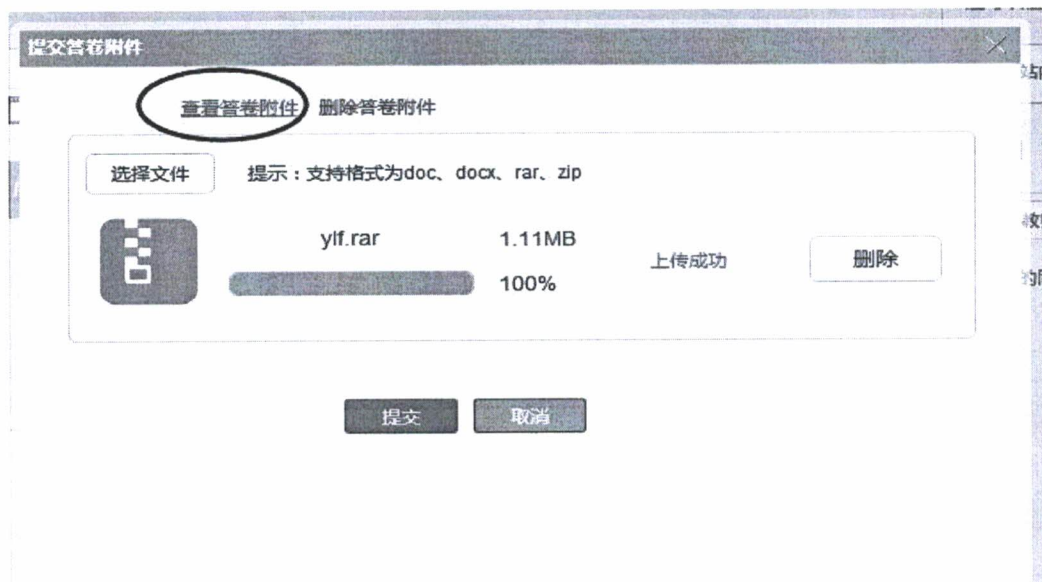 提交答卷附件
查看答卷附件 删除答卷附件
选择文件 提示：支持格式为doc、docx、rar、zip
ylf.rar 1.11MB
上传成功 删除
100%
提交 取消